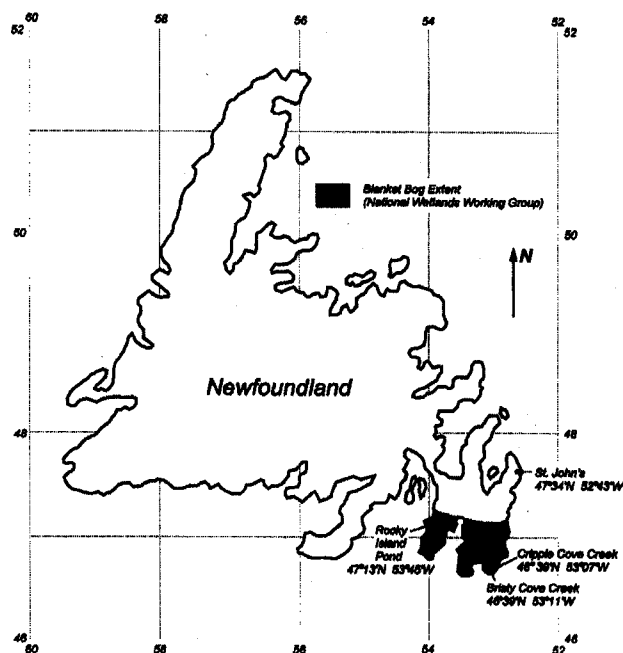 60
58
56
54
52
52
52
Blanket Bog Extent
(National Wetlands Working Group)
50
50
N
Newfoundland
48
48
St. John's
47°34'N 52°43'W
Rocky
Island
Pond
47°13'N 53°46'W
Cripple Cove Creek
46°39'N 53°07'W
Bristy Cove Creek
46°39'N 53°11'W
46
46
60
58
56
54
52